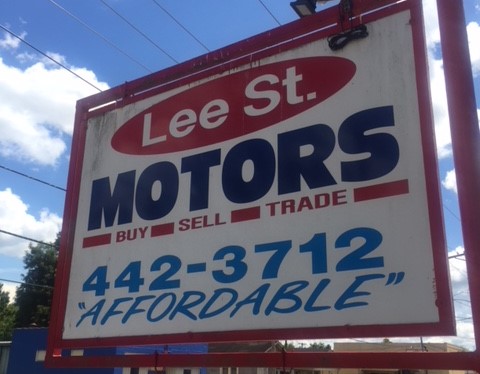 Lee St.
MOTORS
BUY SELL TRADE
442-3712
"AFFORDABLE"